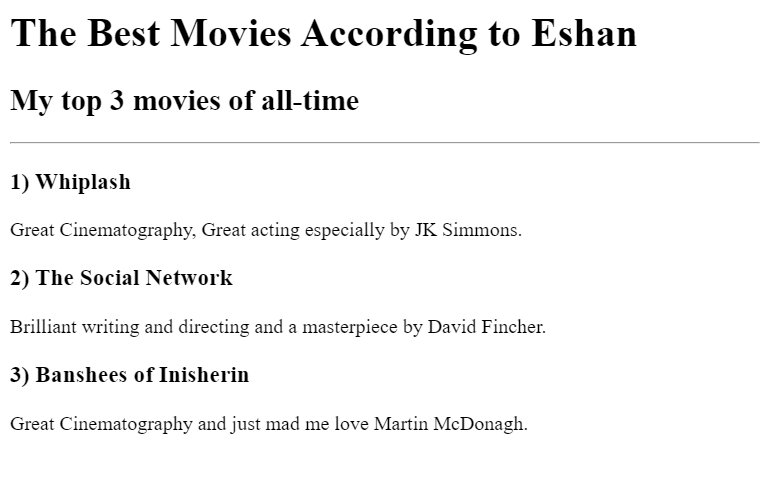 The Best Movies According to Eshan
My top 3 movies of all-time
1) Whiplash
Great Cinematography, Great acting especially by JK Simmons.
2) The Social Network
Brilliant writing and directing and a masterpiece by David Fincher.
3) Banshees of Inisherin
Great Cinematography and just mad me love Martin McDonagh.